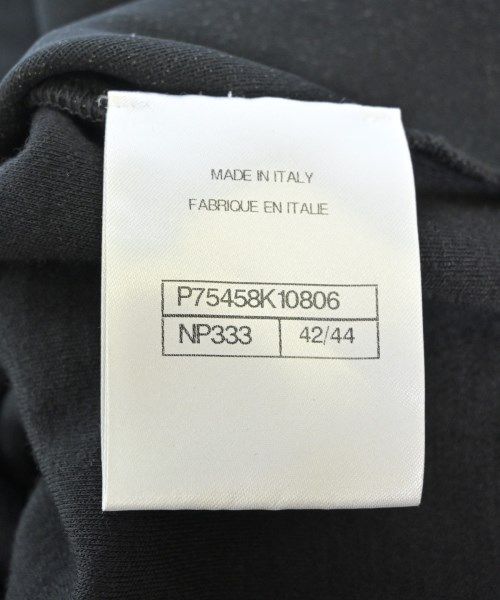 MADE IN ITALY
FABRIQUE EN ITALIE
P75458K10806
NP333 42/44